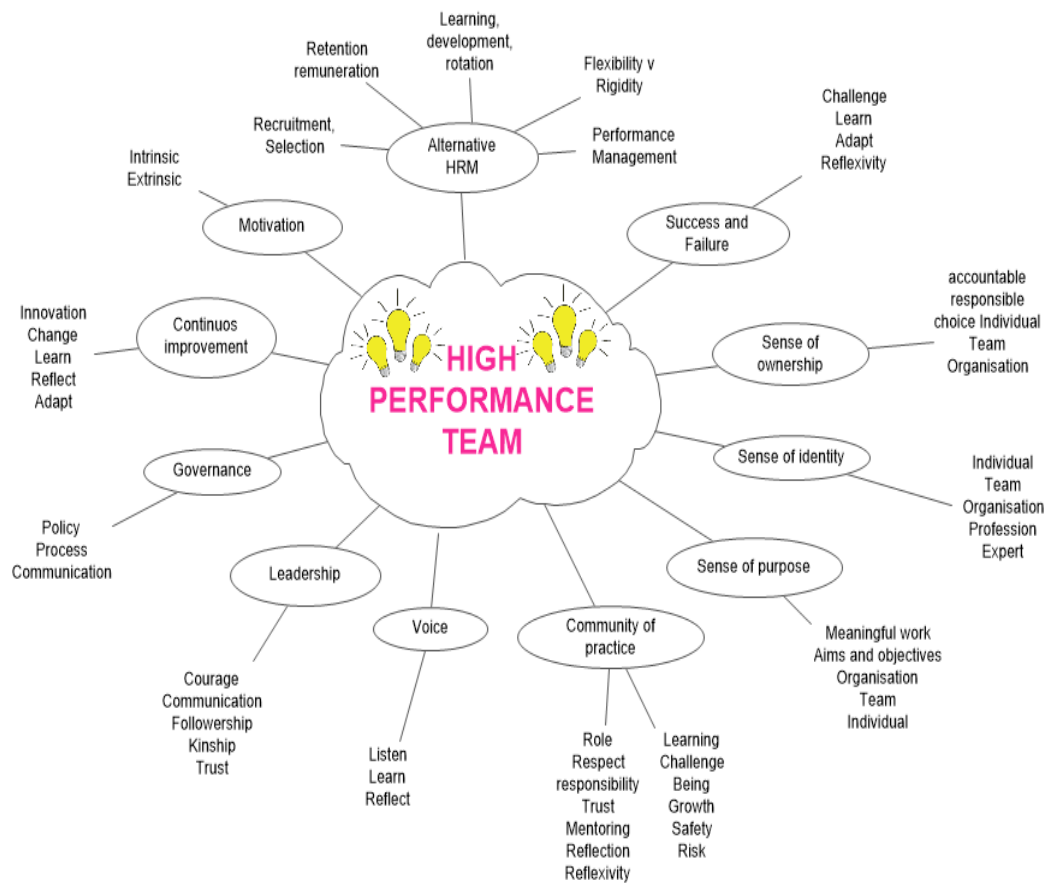 Learning,
development,
rotation
Retention
remuneration
Flexibility v
Rigidity
Recruitment,
Selection
Alternative
HRM
Performance
Management
Challenge
Learn
Adapt
Reflexivity
Intrinsic
Extrinsic
Motivation
Success and
Failure
Innovation
Change
Learn
Reflect
Adapt
Continuos
improvement
HIGH
PERFORMANCE
TEAM
Sense of
ownership
accountable
responsible
choice Individual
Team
Organisation
Governance
Policy
Process
Communication
Sense of identity
Individual
Team
Organisation
Profession
Expert
Leadership
Courage
Communication
Followership
Kinship
Trust
Voice
Listen
Learn
Reflect
Community of
practice
Role
Respect
responsibility
Trust
Mentoring
Reflection
Reflexivity
Learning
Challenge
Being
Growth
Safety
Risk
Sense of purpose
Meaningful work
Aims and objectives
Organisation
Team
Individual